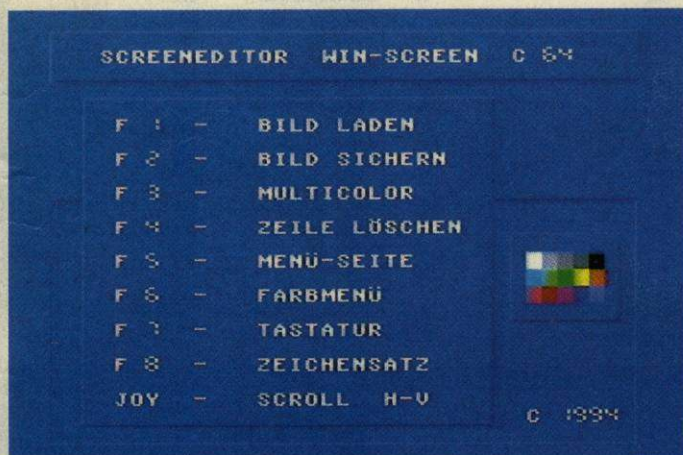 SCREENEDITOR WIN-SCREEN C 64
F 1 - BILD LADEN
F 2 - BILD SICHERN
F 3 - MULTICOLOR
F 4 - ZEILE LÖSCHEN
F 5 - MENÜ-SEITE
F 6 - FARBMENÜ
F 7 - TASTATUR
F 8 - ZEICHENSATZ
JOY - SCROLL H-V
C 1994